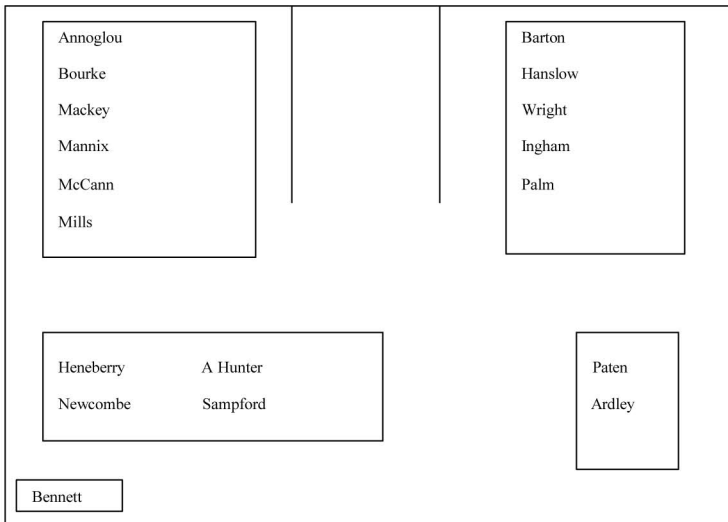 Annoglou
Bourke
Mackey
Mannix
McCann
Mills
Barton
Hanslow
Wright
Ingham
Palm
Heneberry A Hunter
Newcombe Sampford
Paten
Ardley
Bennett